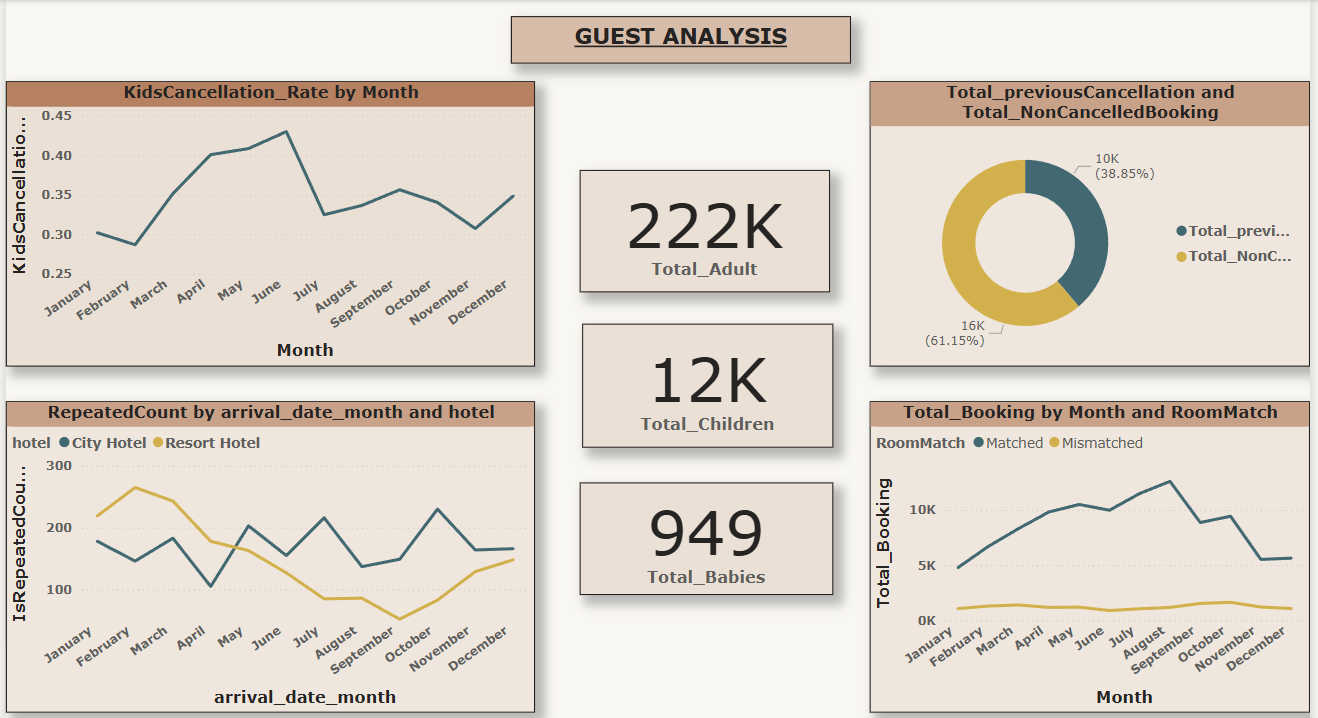 GUEST ANALYSIS
KidsCancellation_Rate by Month
KidsCancellatio...
0.45
0.40
0.35
0.30
0.25
January
February
March
April
May
June
July
August
September
October
November
December
Month
Total_previousCancellation and
Total_NonCancelledBooking
10K
(38.85%)
16K
(61.15%)
Total_previ...
Total_NonC...
222K
Total_Adult
12K
Total_Children
949
Total_Babies
RepeatedCount by arrival_date_month and hotel
hotel City Hotel Resort Hotel
IsRepeatedCou...
300
200
100
January
February
March
April
May
June
July
August
September
October
November
December
arrival_date_month
Total_Booking by Month and RoomMatch
RoomMatch Matched Mismatched
Total_Booking
10K
5K
0K
January
February
March
April
May
June
July
August
September
October
November
December
Month